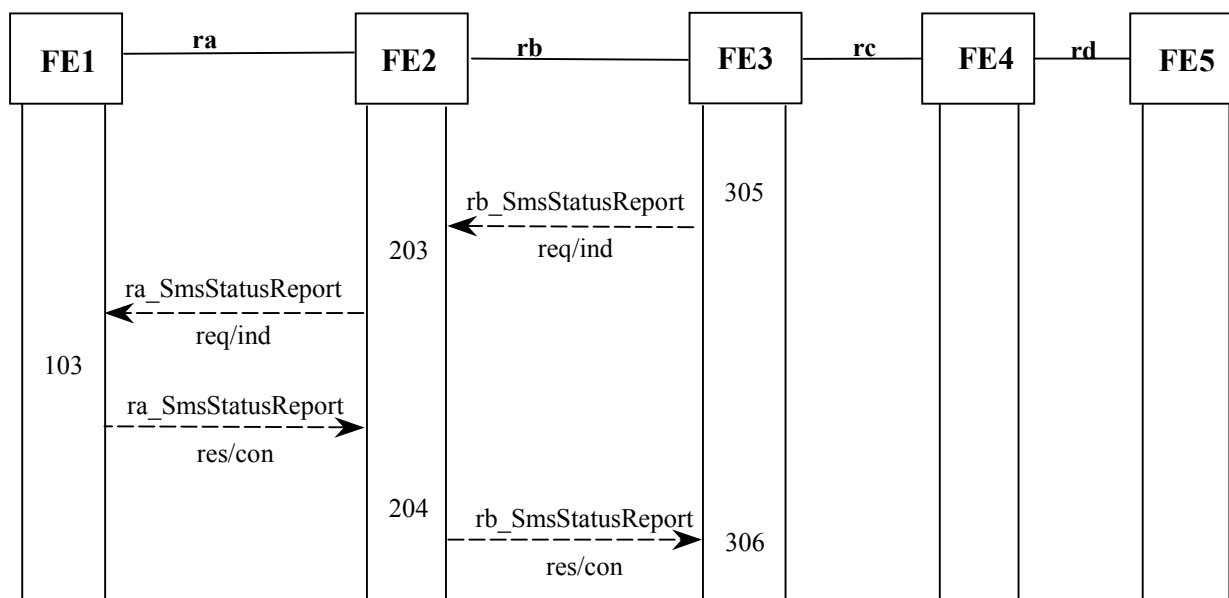 ra
rb
rc
rd
FE1
FE2
FE3
FE4
FE5
305
rb_SmsStatusReport
req/ind
203
ra_SmsStatusReport
req/ind
103
ra_SmsStatusReport
res/con
204
rb_SmsStatusReport
306
res/con